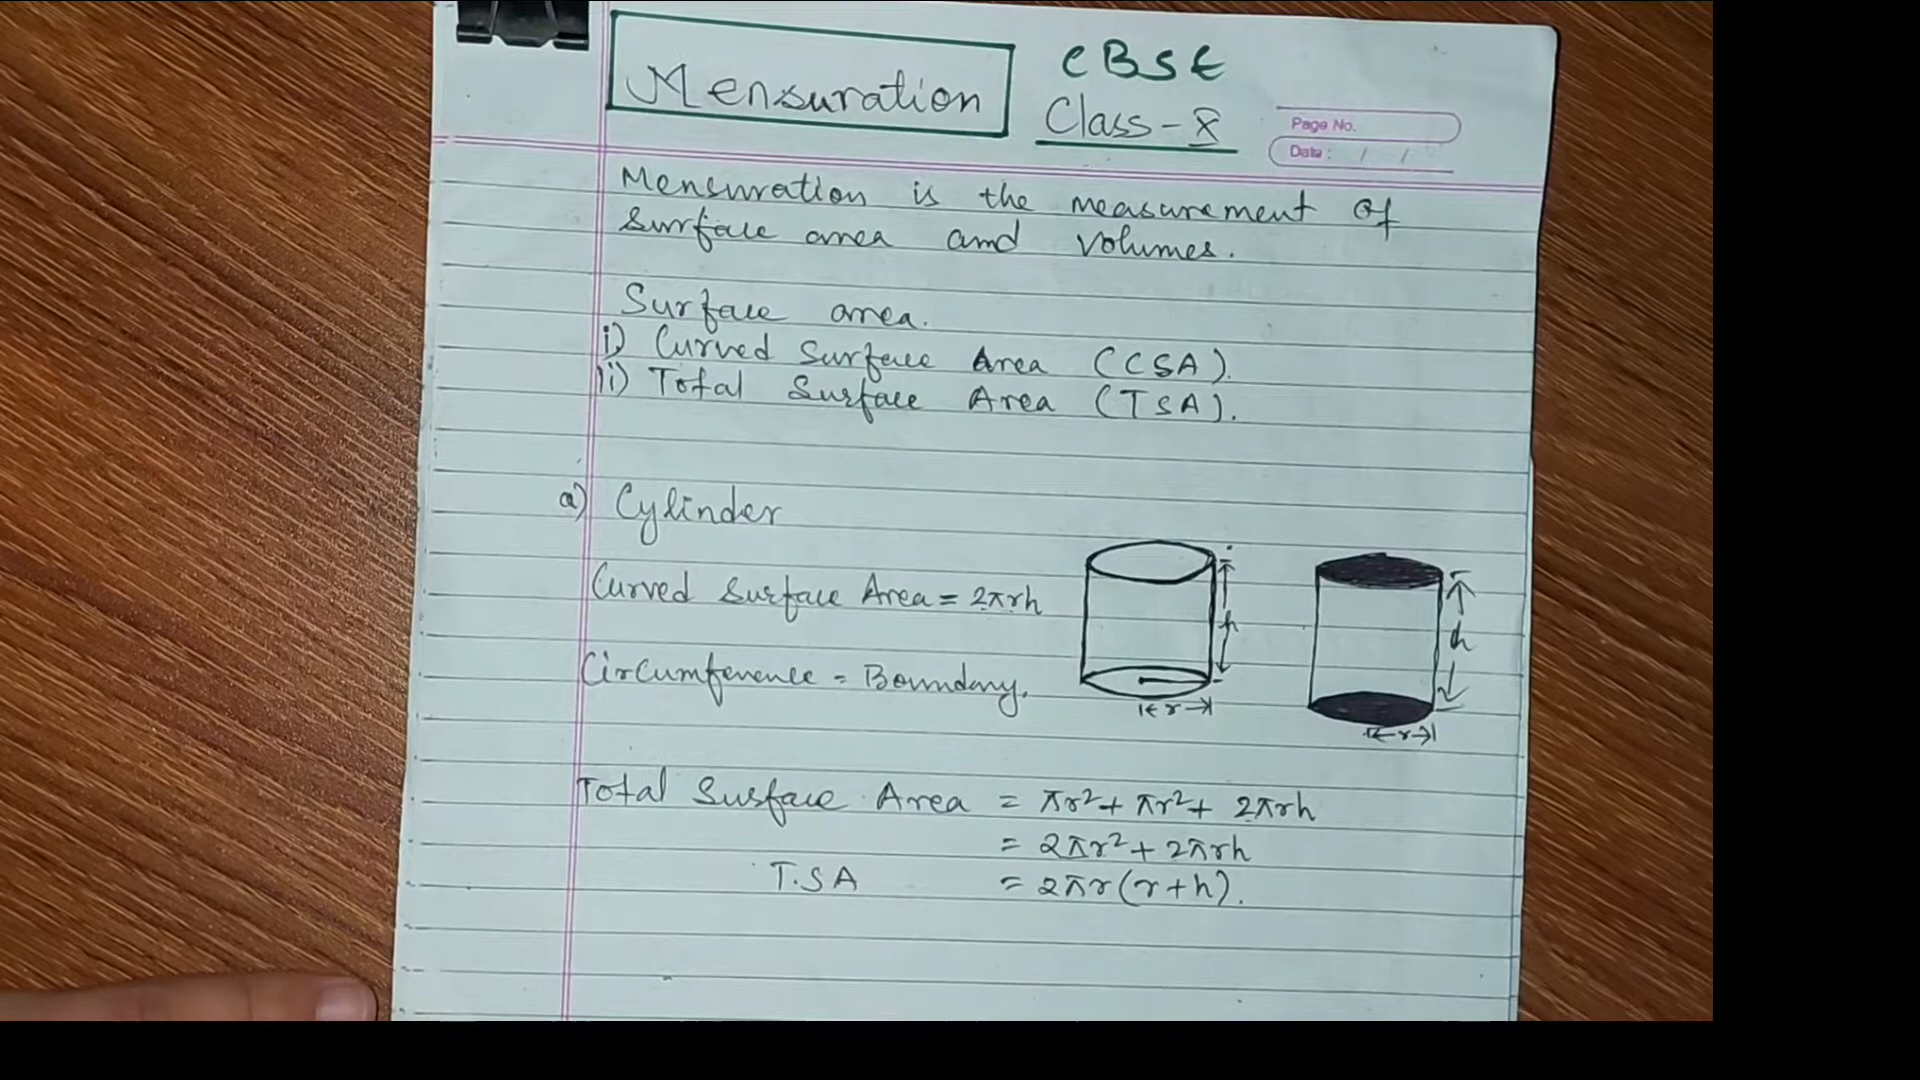 Mensuration
CBSE
Class-X
Page No.
Date : / /
Mensuration is the measurement of
surface area and volumes.
Surface area.
i) Curved Surface Area (CSA).
ii) Total Surface Area (TSA).
a) Cylinder
Curved Surface Area = 2πrh
h
h
Circumference = Boundary.
r
r
Total Surface Area = πr²+ πr²+ 2πrh
= 2πr²+ 2πrh
T.S A = 2πr(r+h).